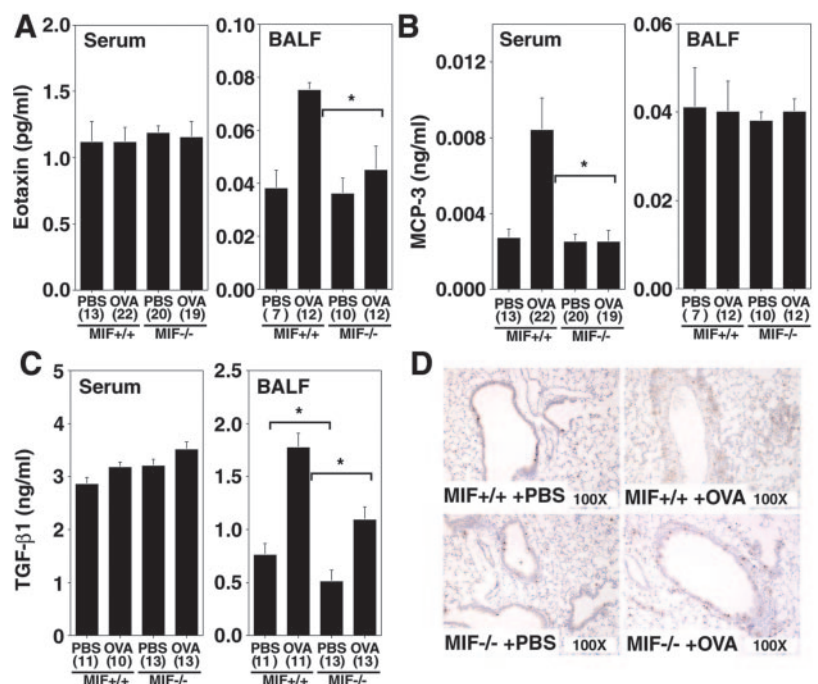 A
Serum
BALF
Eotaxin (pg/ml)
2.0
1.5
1.0
0.5
0.0
0.10
0.08
0.06
0.04
0.02
0.00
*
PBS OVA PBS OVA
(13) (22) (20) (19)
MIF+/+ MIF-/-
PBS OVA PBS OVA
( 7) (12) (10) (12)
MIF+/+ MIF-/-
B
Serum
BALF
MCP-3 (ng/ml)
0.012
0.008
0.004
0.000
0.06
0.04
0.02
0.00
*
PBS OVA PBS OVA
(13) (22) (20) (19)
MIF+/+ MIF-/-
PBS OVA PBS OVA
( 7) (12) (10) (12)
MIF+/+ MIF-/-
C
Serum
BALF
TGF-β1 (ng/ml)
5
4
3
2
1
0
2.5
2.0
1.5
1.0
0.5
0.0
*
*
PBS OVA PBS OVA
(11) (10) (13) (13)
MIF+/+ MIF-/-
PBS OVA PBS OVA
(11) (11) (13) (13)
MIF+/+ MIF-/-
D
MIF+/+ +PBS 100X
MIF+/+ +OVA 100X
MIF-/- +PBS 100X
MIF-/- +OVA 100X